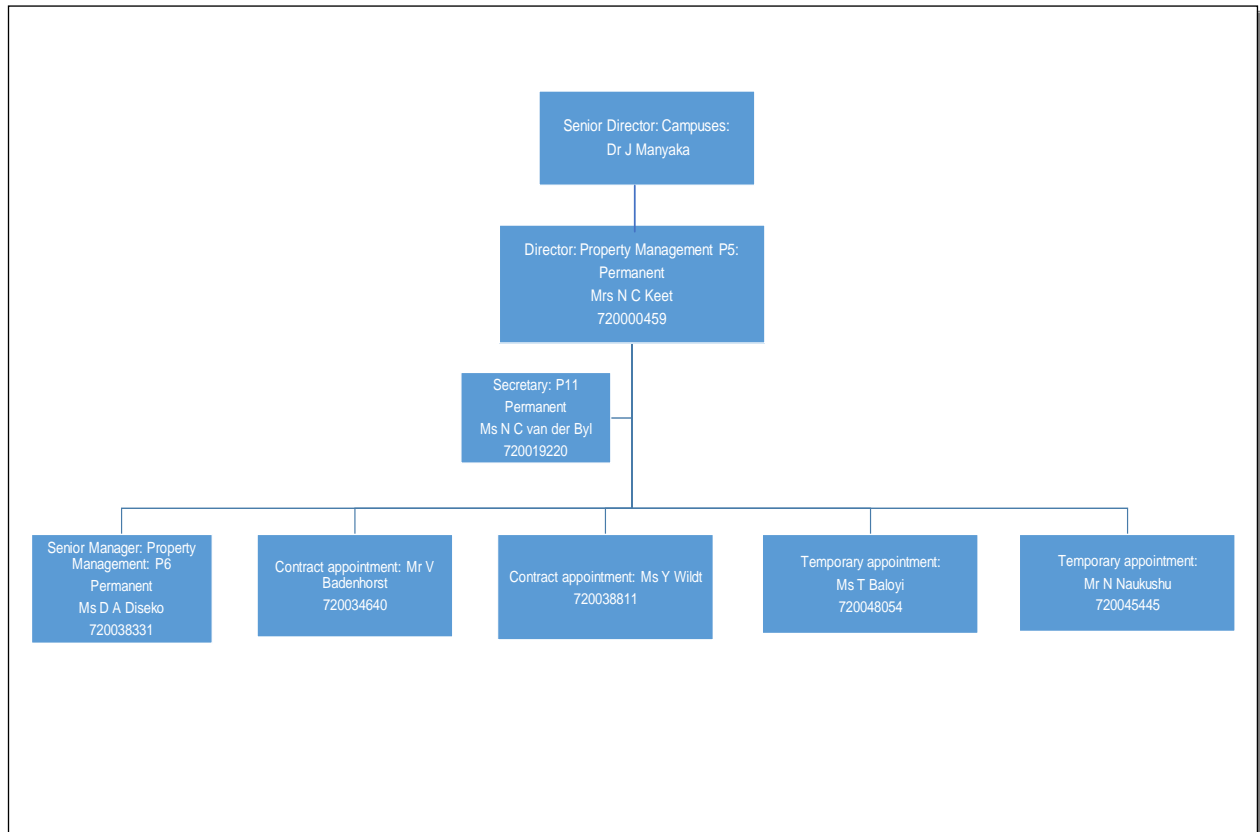 Senior Director: Campuses:
Dr J Manyaka
Director: Property Management P5:
Permanent
Mrs N C Keet
720000459
Secretary: P11
Permanent
Ms N C van der Byl
720019220
Senior Manager: Property
Management: P6
Permanent
Ms D A Diseko
720038331
Contract appointment: Mr V
Badenhorst
720034640
Contract appointment: Ms Y Wildt
720038811
Temporary appointment:
Ms T Baloyi
720048054
Temporary appointment:
Mr N Naukushu
720045445